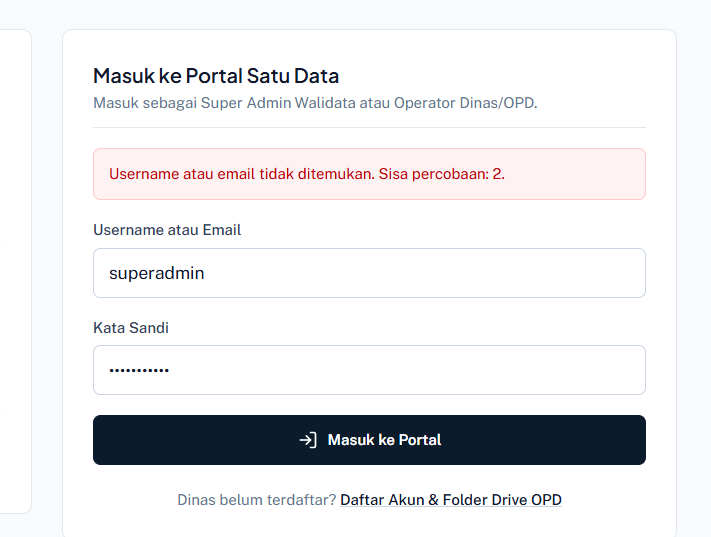 Masuk ke Portal Satu Data
Masuk sebagai Super Admin Walidata atau Operator Dinas/OPD.
Username atau email tidak ditemukan. Sisa percobaan: 2.
Username atau Email
superadmin
Kata Sandi
•••••••••••
Masuk ke Portal
Dinas belum terdaftar? Daftar Akun & Folder Drive OPD